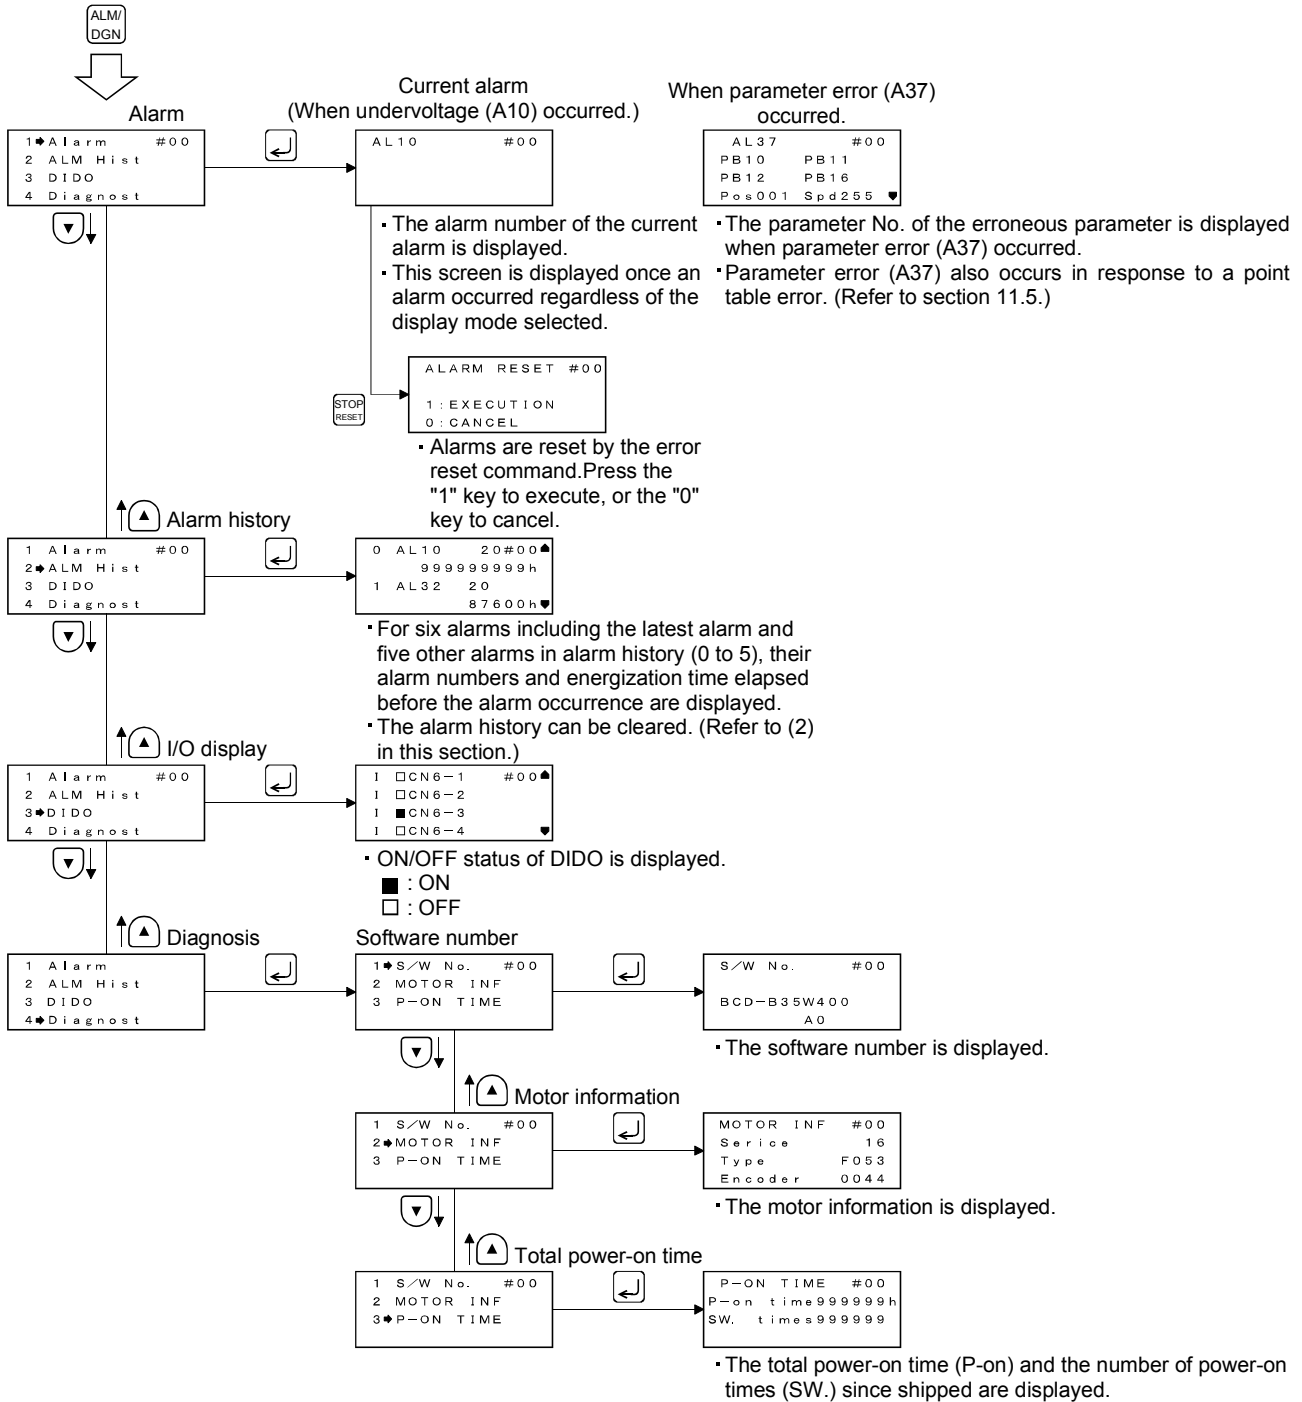 ALM/
DGN
Alarm
Current alarm
(When undervoltage (A10) occurred.)
When parameter error (A37)
occurred.
1 Alarm #00
2 ALM Hist
3 DIDO
4 Diagnost
AL10 #00
AL37 #00
PB10 PB11
PB12 PB16
Pos001 Spd255
The alarm number of the current
alarm is displayed.
This screen is displayed once an
alarm occurred regardless of the
display mode selected.
The parameter No. of the erroneous parameter is displayed
when parameter error (A37) occurred.
Parameter error (A37) also occurs in response to a point
table error. (Refer to section 11.5.)
STOP
RESET
ALARM RESET #00
1:EXECUTION
0:CANCEL
Alarms are reset by the error
reset command.Press the
"1" key to execute, or the "0"
key to cancel.
Alarm history
1 Alarm #00
2 ALM Hist
3 DIDO
4 Diagnost
0 AL10 20#00
999999999h
1 AL32 20
87600h
For six alarms including the latest alarm and
five other alarms in alarm history (0 to 5), their
alarm numbers and energization time elapsed
before the alarm occurrence are displayed.
The alarm history can be cleared. (Refer to (2)
in this section.)
I/O display
1 Alarm #00
2 ALM Hist
3 DIDO
4 Diagnost
I □CN6-1 #00
I □CN6-2
I ■CN6-3
I □CN6-4
ON/OFF status of DIDO is displayed.
■ : ON
□ : OFF
Diagnosis
1 Alarm
2 ALM Hist
3 DIDO
4 Diagnost
Software number
1 S/W No. #00
2 MOTOR INF
3 P-ON TIME
S/W No. #00
BCD-B35W400
A0
The software number is displayed.
Motor information
1 S/W No. #00
2 MOTOR INF
3 P-ON TIME
MOTOR INF #00
Serice 16
Type F053
Encoder 0044
The motor information is displayed.
Total power-on time
1 S/W No. #00
2 MOTOR INF
3 P-ON TIME
P-ON TIME #00
P-on time999999h
SW. times999999
The total power-on time (P-on) and the number of power-on
times (SW.) since shipped are displayed.